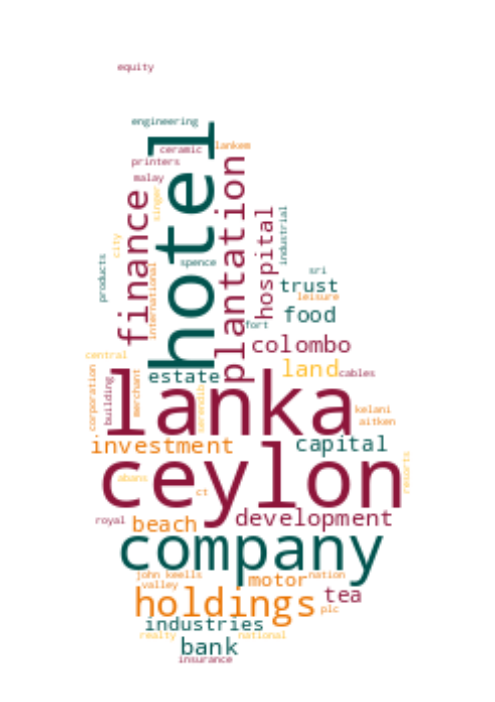 equity
engineering
lankem
ceramic
printers
malay
hotel
plantation
finance
singer
hospital
industrial
city
products
international
spence
sri
trust
leisure
fort
food
colombo
central
land
cables
estate
corporation
building
merchant
serendib
lanka
kelani
aitken
investment
capital
resorts
ceylon
abans
ct
royal
beach
development
company
john keells
valley
motor
nation
tea
holdings
plc
industries
realty
national
bank
insurance